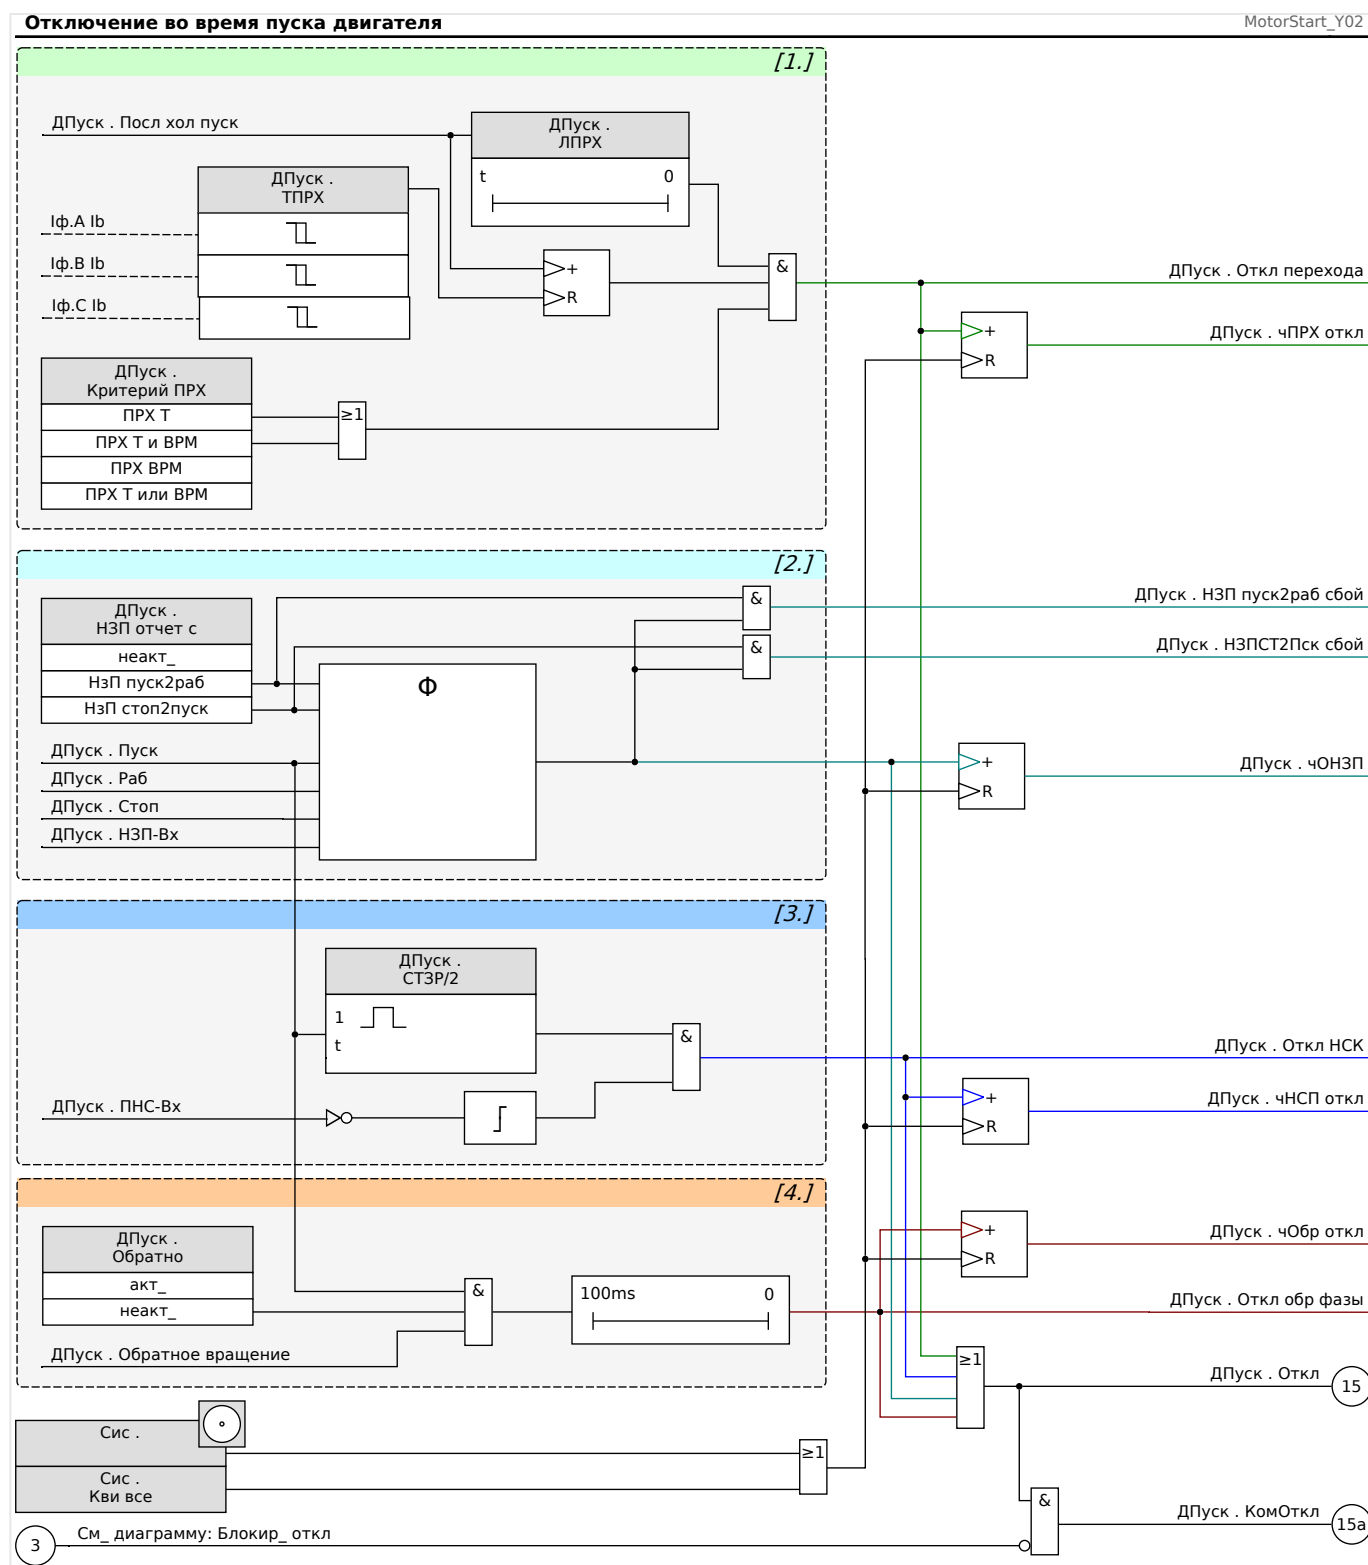 Отключение во время пуска двигателя
MotorStart_Y02
[1.]
ДПуск . Посл хол пуск
ДПуск .
ЛПРХ
t
0
ДПуск .
ТПРХ
Iф.A Ib
Iф.B Ib
Iф.C Ib
+
R
&
ДПуск . Откл перехода
+
R
ДПуск . чПРХ откл
ДПуск .
Критерий ПРХ
ПРХ Т
ПРХ Т и ВРМ
ПРХ ВРМ
ПРХ Т или ВРМ
≥1
[2.]
ДПуск .
НЗП отчет с
неакт_
НзП пуск2раб
НзП стоп2пуск
Ф
&
&
ДПуск . НЗП пуск2раб сбой
ДПуск . НЗПСТ2Пск сбой
ДПуск . Пуск
ДПуск . Раб
ДПуск . Стоп
ДПуск . НЗП-Вх
+
R
ДПуск . чОНЗП
[3.]
ДПуск .
СТЗР/2
1
t
&
ДПуск . ПНС-Вх
ДПуск . Откл НСК
+
R
ДПуск . чНСП откл
[4.]
ДПуск .
Обратно
акт_
неакт_
ДПуск . Обратное вращение
&
100ms
0
+
R
ДПуск . чОбр откл
ДПуск . Откл обр фазы
≥1
ДПуск . Откл
15
Сис .
Сис .
Кви все
≥1
&
ДПуск . КомОткл
15a
3
См_ диаграмму: Блокир_ откл